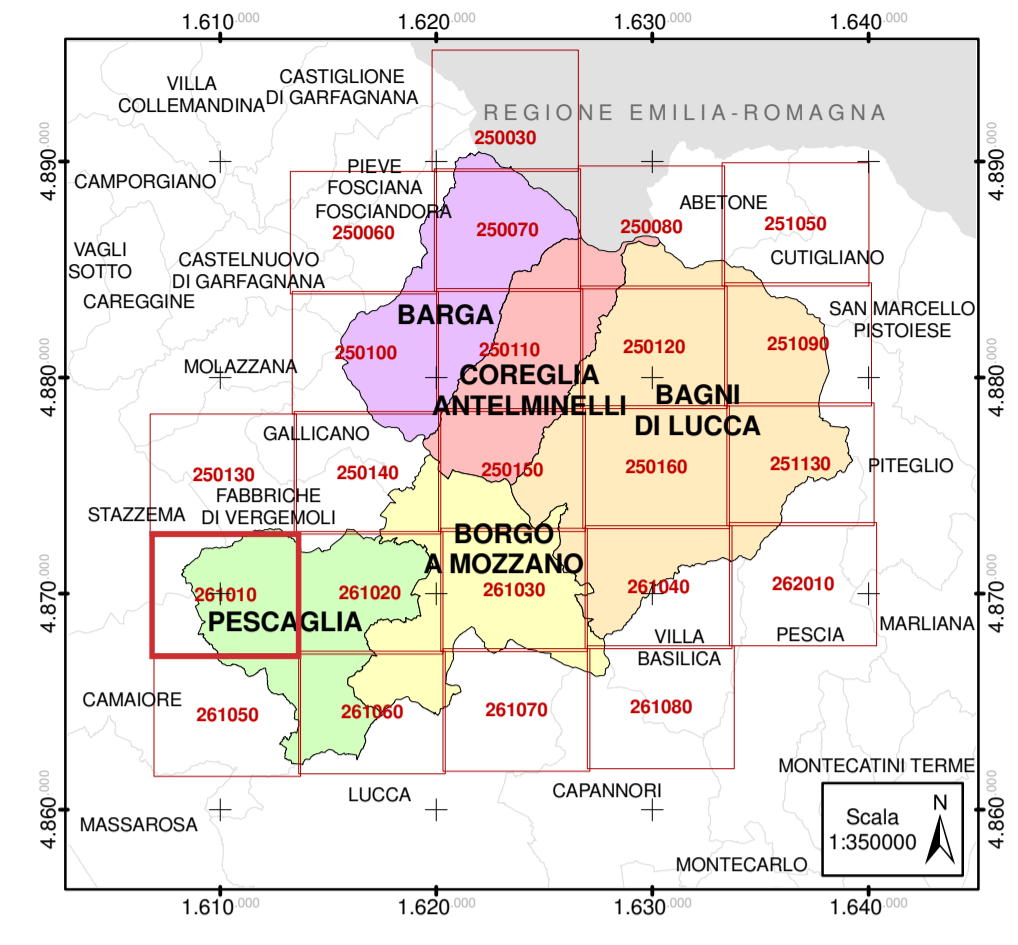 1.610.000 1.620.000 1.630.000 1.640.000
VILLA
COLLEMANDINA
CASTIGLIONE
DI GARFAGNANA
REGIONE EMILIA-ROMAGNA
250030
4.890.000 4.890.000
CAMPORGIANO
PIEVE
FOSCIANA
FOSCIANDORA
250060
250070
250080
ABETONE
251050
CUTIGLIANO
VAGLI
SOTTO
CASTELNUOVO
DI GARFAGNANA
CAREGGINE
BARGA
SAN MARCELLO
PISTOIESE
250100
250110
250120
251090
MOLAZZANA
4.880.000 4.880.000
COREGLIA
ANTELMINELLI
BAGNI
DI LUCCA
GALLICANO
250130
250140
250150
250160
251130
PITEGLIO
FABBRICHE
DI VERGEMOLI
STAZZEMA
BORGO
A MOZZANO
4.870.000 4.870.000
261010
261020
261030
261040
262010
PESCAGLIA
VILLA
BASILICA
PESCIA
MARLIANA
CAMAIORE
261050
261060
261070
261080
MONTECATINI TERME
LUCCA
CAPANNORI
4.860.000 4.860.000
MASSAROSA
MONTECARLO
Scala
1:350000
N
1.610.000 1.620.000 1.630.000 1.640.000